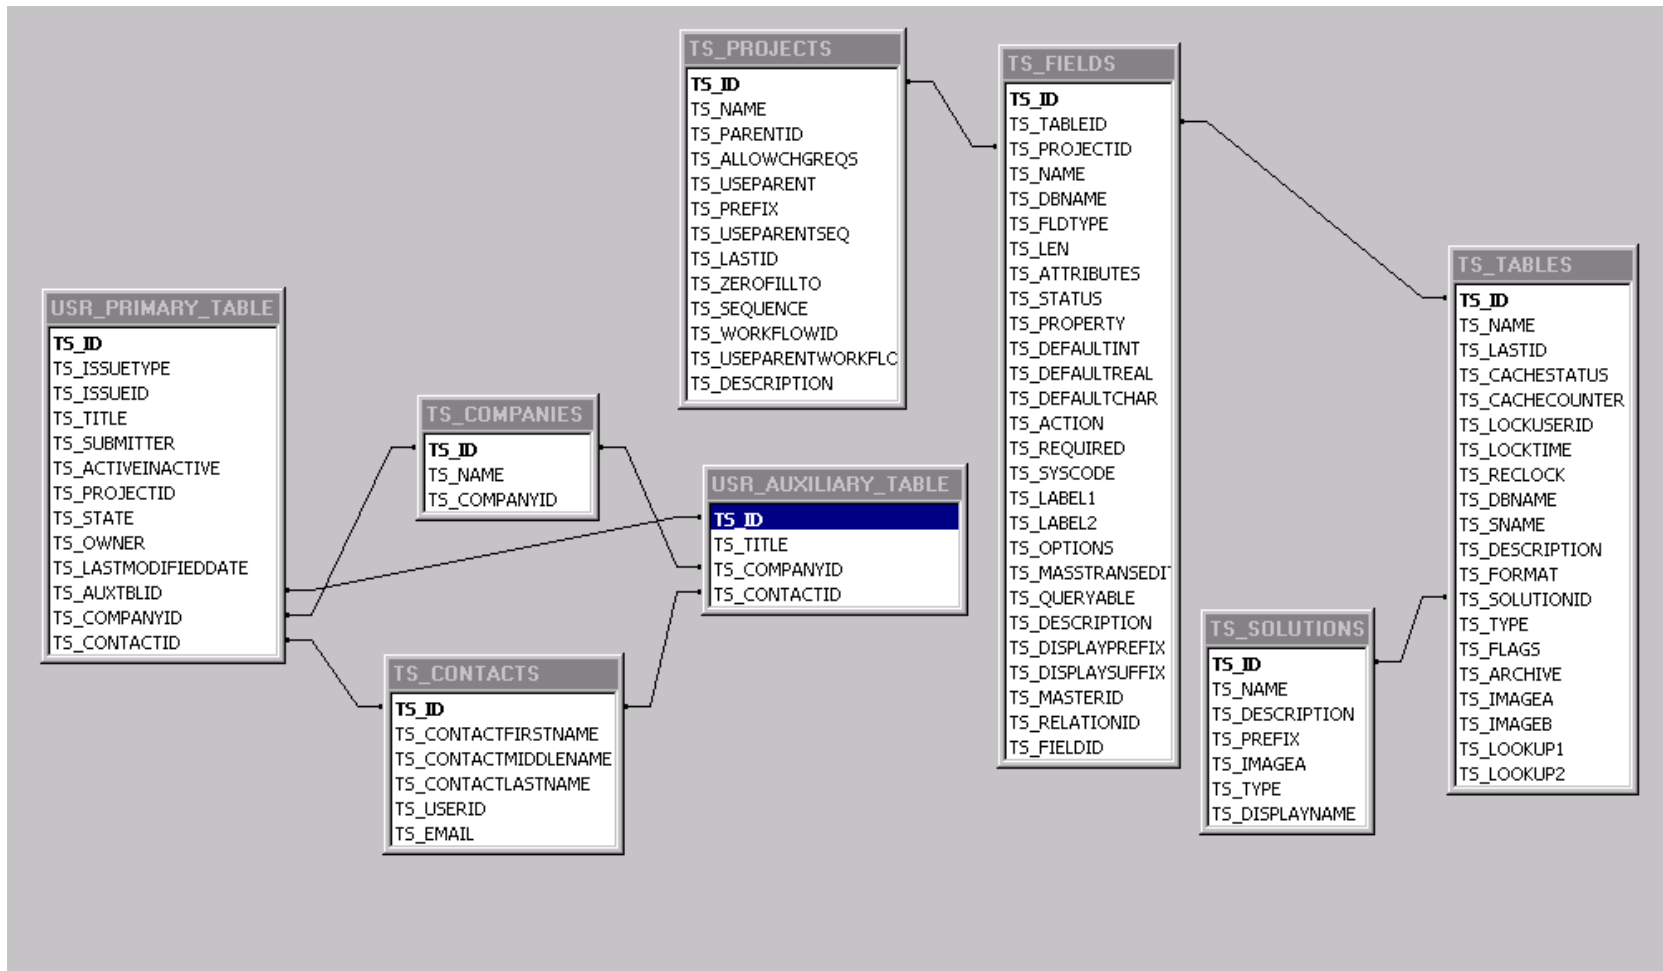 TS_PROJECTS
TS_ID
TS_NAME
TS_PARENTID
TS_ALLOWCHGREQS
TS_USEPARENT
TS_PREFIX
TS_USEPARENTSEQ
TS_LASTID
TS_ZEROFILLTO
TS_SEQUENCE
TS_WORKFLOWID
TS_USEPARENTWORKFLO
TS_DESCRIPTION
TS_FIELDS
TS_ID
TS_TABLEID
TS_PROJECTID
TS_NAME
TS_DBNAME
TS_FLDTYPE
TS_LEN
TS_ATTRIBUTES
TS_STATUS
TS_PROPERTY
TS_DEFAULTINT
TS_DEFAULTREAL
TS_DEFAULTCHAR
TS_ACTION
TS_REQUIRED
TS_SYSCODE
TS_LABEL1
TS_LABEL2
TS_OPTIONS
TS_MASSTRANSEDIT
TS_QUERYABLE
TS_DESCRIPTION
TS_DISPLAYPREFIX
TS_DISPLAYSUFFIX
TS_MASTERID
TS_RELATIONID
TS_FIELDID
TS_TABLES
TS_ID
TS_NAME
TS_LASTID
TS_CACHESTATUS
TS_CACHECOUNTER
TS_LOCKUSERID
TS_LOCKTIME
TS_RECLOCK
TS_DBNAME
TS_SNAME
TS_DESCRIPTION
TS_FORMAT
TS_SOLUTIONID
TS_TYPE
TS_FLAGS
TS_ARCHIVE
TS_IMAGEA
TS_IMAGEB
TS_LOOKUP1
TS_LOOKUP2
USR_PRIMARY_TABLE
TS_ID
TS_ISSUETYPE
TS_ISSUEID
TS_TITLE
TS_SUBMITTER
TS_ACTIVEINACTIVE
TS_PROJECTID
TS_STATE
TS_OWNER
TS_LASTMODIFIEDDATE
TS_AUXTBLID
TS_COMPANYID
TS_CONTACTID
TS_COMPANIES
TS_ID
TS_NAME
TS_COMPANYID
USR_AUXILIARY_TABLE
TS_ID
TS_TITLE
TS_COMPANYID
TS_CONTACTID
TS_CONTACTS
TS_ID
TS_CONTACTFIRSTNAME
TS_CONTACTMIDDLENAME
TS_CONTACTLASTNAME
TS_USERID
TS_EMAIL
TS_SOLUTIONS
TS_ID
TS_NAME
TS_DESCRIPTION
TS_PREFIX
TS_IMAGEA
TS_TYPE
TS_DISPLAYNAME